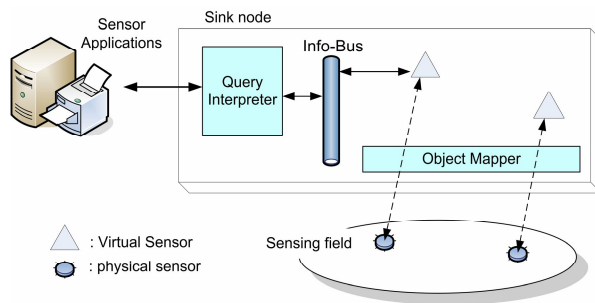 Sensor
Applications
Sink node
Info-Bus
Query
Interpreter
Object Mapper
Sensing field
: Virtual Sensor
: physical sensor